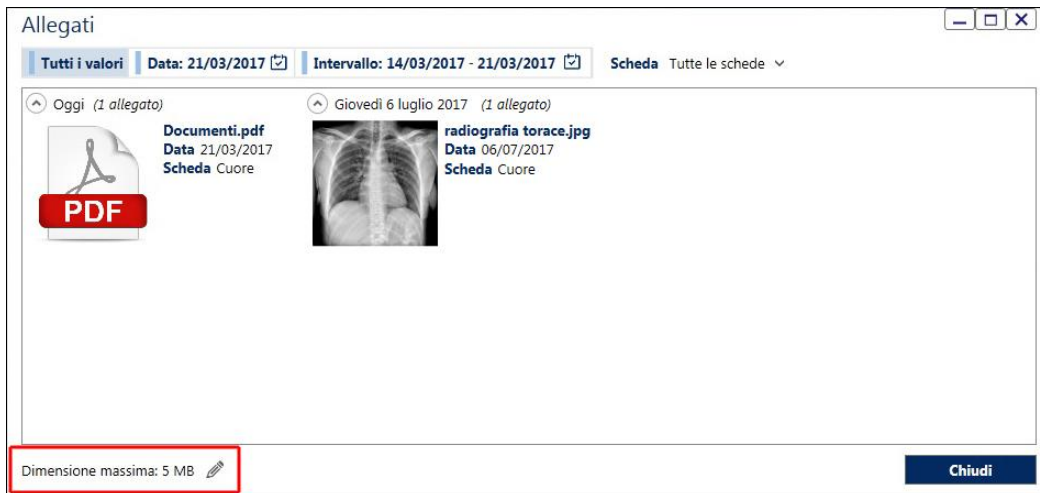 Allegati
Tutti i valori Data: 21/03/2017 Intervallo: 14/03/2017 - 21/03/2017 Scheda Tutte le schede
Oggi (1 allegato)
Documenti.pdf
Data 21/03/2017
Scheda Cuore
PDF
Giovedì 6 luglio 2017 (1 allegato)
radiografia torace.jpg
Data 06/07/2017
Scheda Cuore
Dimensione massima: 5 MB
Chiudi